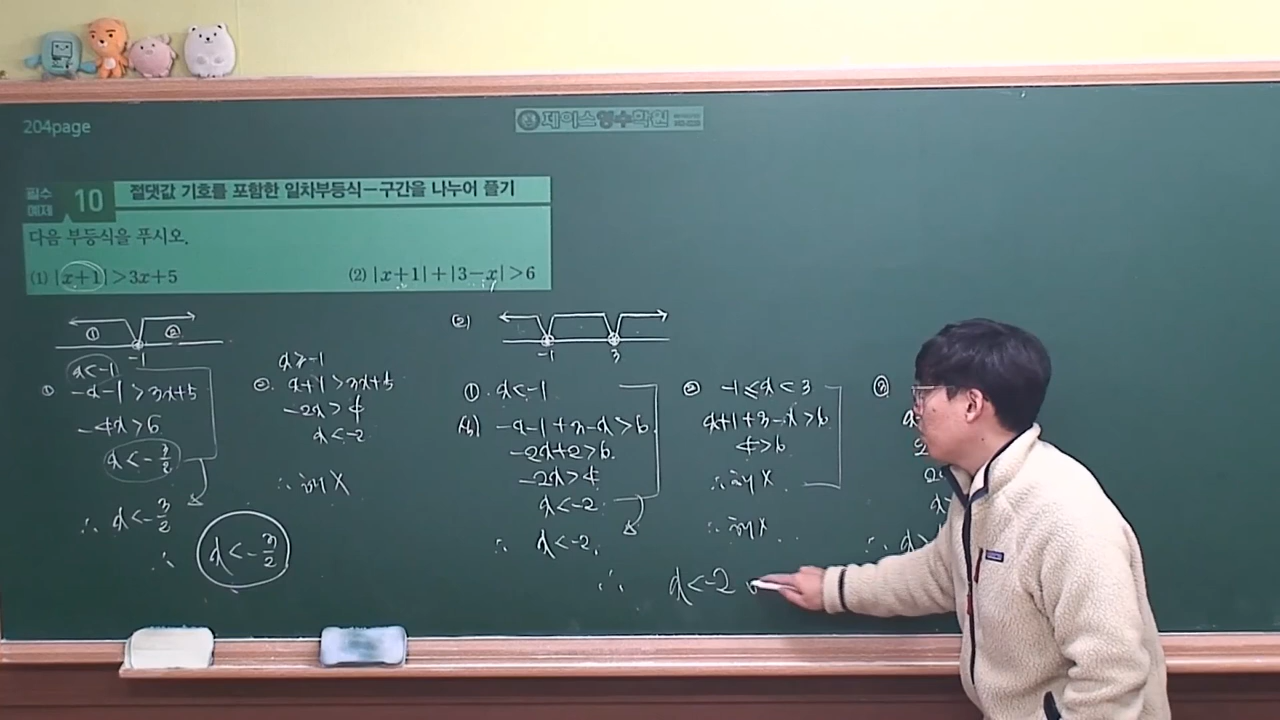 204page
제이스영수학원
필수 예제 10 절댓값 기호를 포함한 일차부등식-구간을 나누어 풀기
다음 부등식을 푸시오.
(1) |x+1|>3x+5
(2) |x+1|+|3-x|>6
① ②
-1
x<-1
① -x-1>3x+5
-4x>6
x<-3/2
∴ x<-3/2
∴ x<-3/2
x≥-1
②. x+1>3x+5
-2x>4
x<-2
∴ 해 X
(2)
-1 3
①. x<-1
-x-1+3-x>6
-2x+2>6.
-2x>4
x<-2
∴ x<-2.
② -1≤x<3
x+1+3-x>6
4>6
∴ 해 X
∴ 해 X
③
∴ x<-2